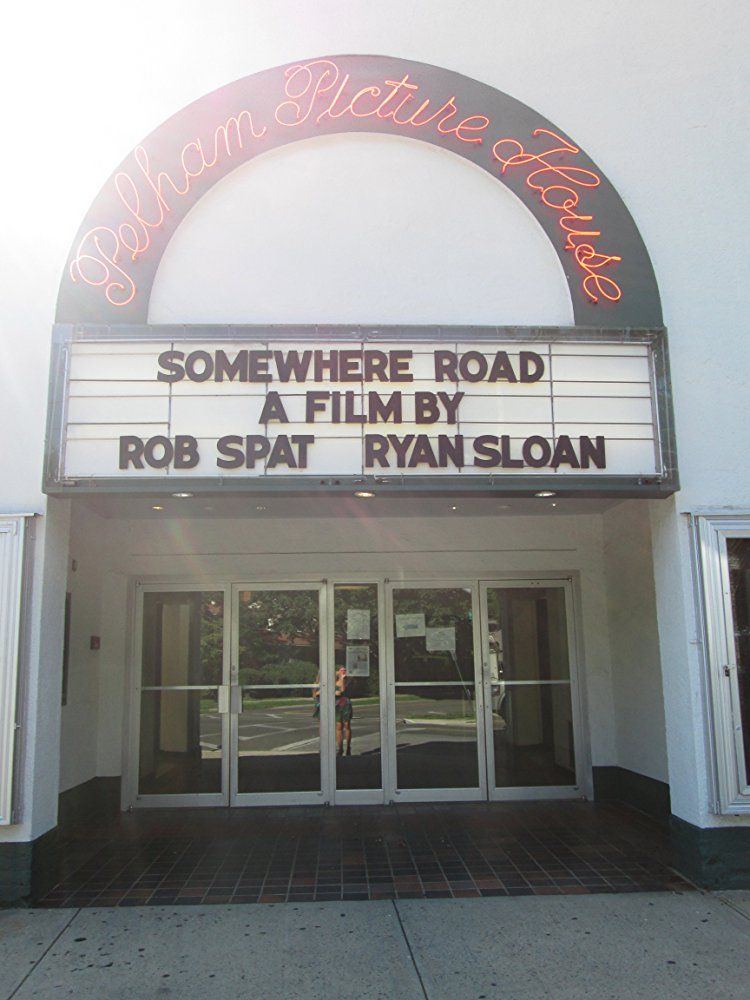 Pelham Picture House
SOMEWHERE ROAD
A FILM BY
ROB SPAT RYAN SLOAN